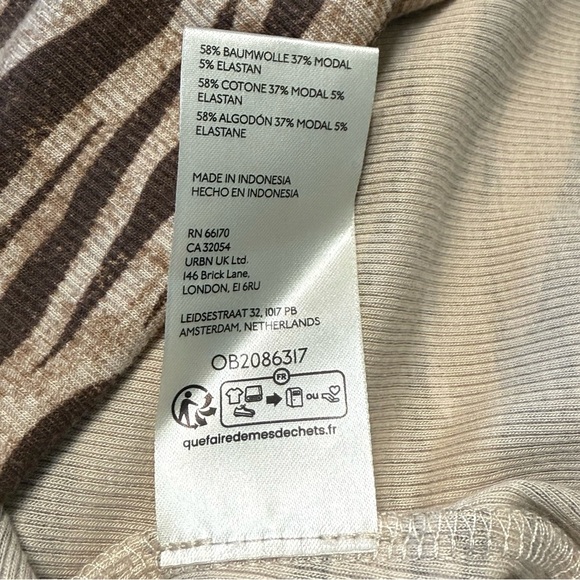 58% BAUMWOLLE 37% MODAL
5% ELASTAN
58% COTONE 37% MODAL 5%
ELASTAN
58% ALGODÓN 37% MODAL 5%
ELASTANE
MADE IN INDONESIA
HECHO EN INDONESIA
RN 66170
CA 32054
URBN UK Ltd.
146 Brick Lane,
LONDON, E1 6RU
LEIDSESTRAAT 32, 1017 PB
AMSTERDAM, NETHERLANDS
OB2086317
FR
ou
quefairedemesdechets.fr